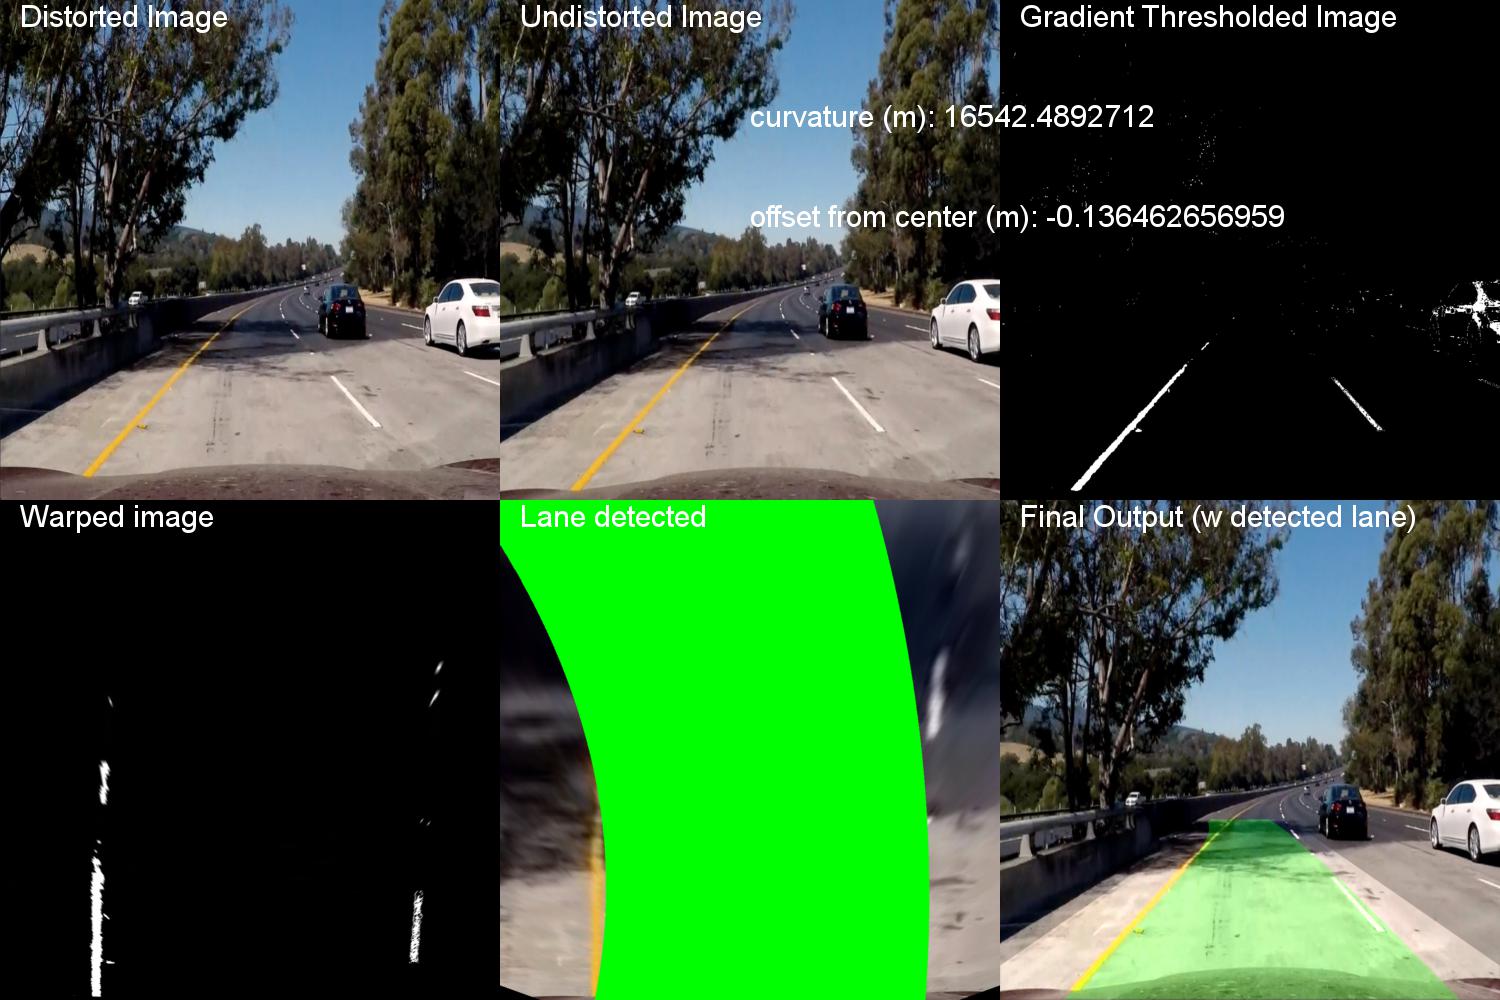 Distorted Image
Undistorted Image
Gradient Thresholded Image
curvature (m): 16542.4892712
offset from center (m): -0.136462656959
Warped image
Lane detected
Final Output (w detected lane)